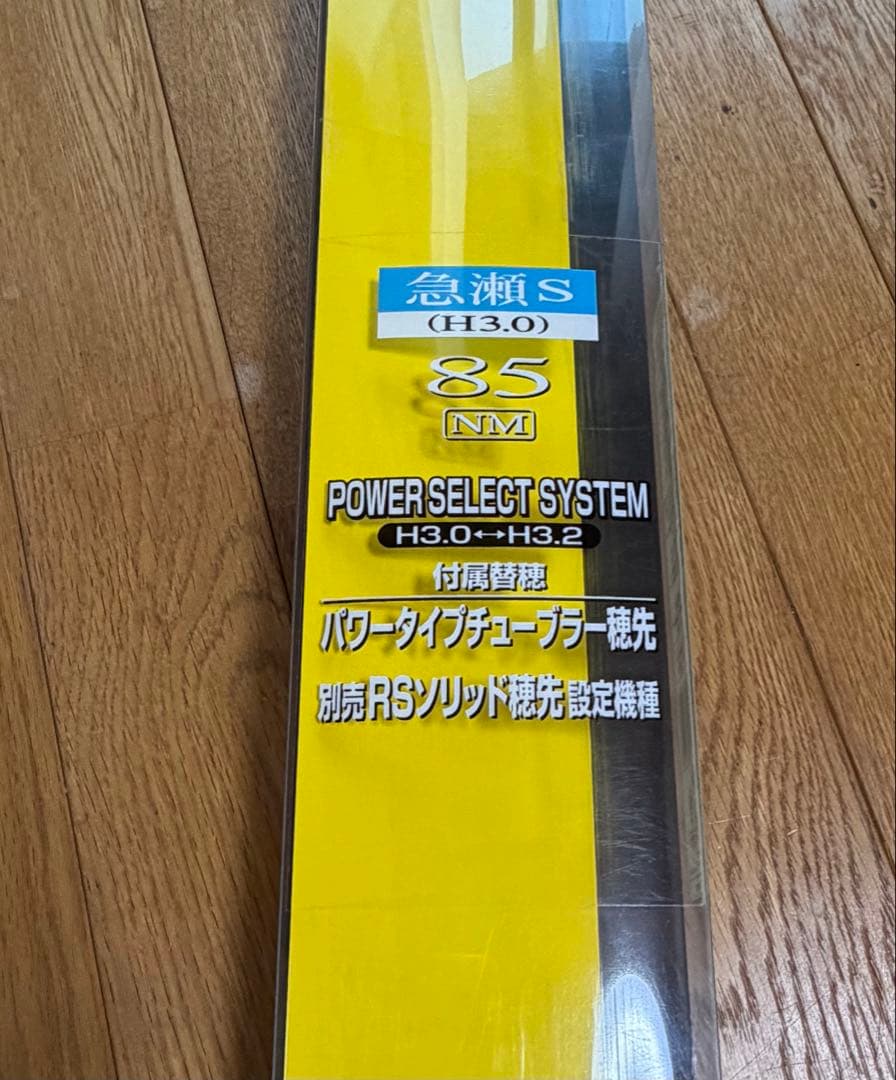 急瀬S
(H3.0)
85
NM
POWER SELECT SYSTEM
H3.0↔H3.2
付属替穂
パワータイプチューブラー穂先
別売RSソリッド穂先設定機種